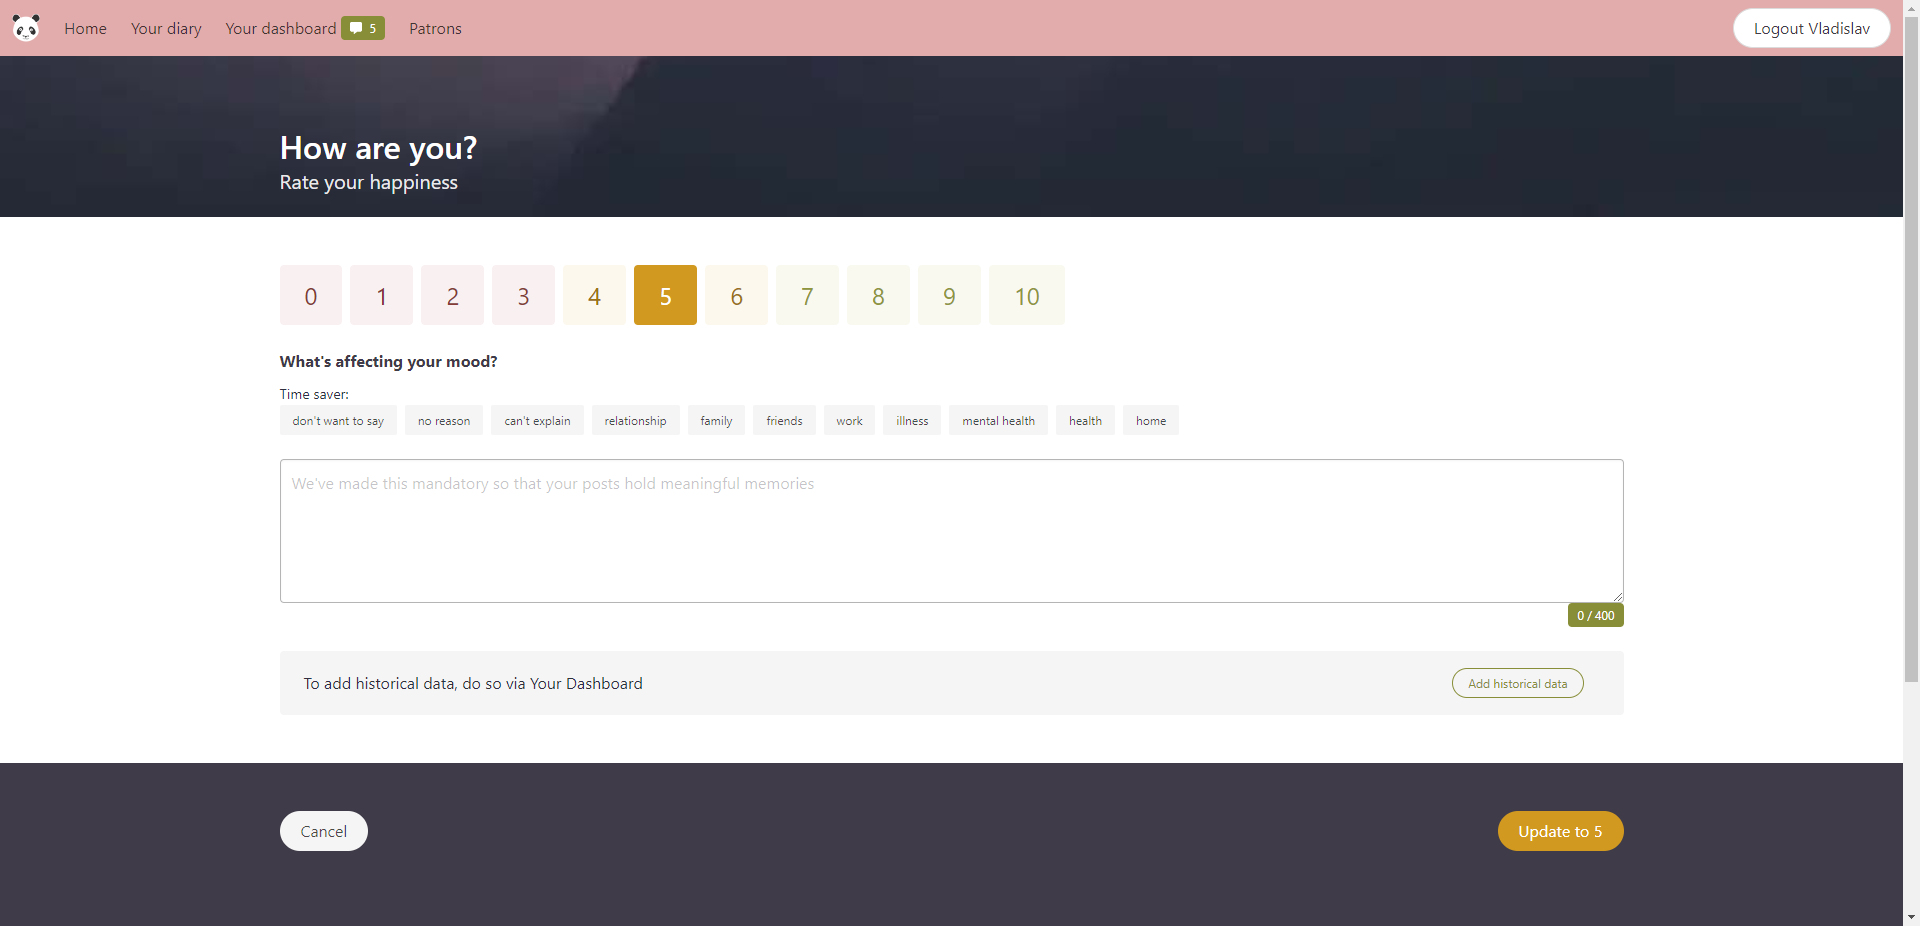 Home Your diary Your dashboard 5 Patrons Logout Vladislav
How are you?
Rate your happiness
0 1 2 3 4 5 6 7 8 9 10
What's affecting your mood?
Time saver:
don't want to say no reason can't explain relationship family friends work illness mental health health home
We've made this mandatory so that your posts hold meaningful memories
0 / 400
To add historical data, do so via Your Dashboard Add historical data
Cancel Update to 5